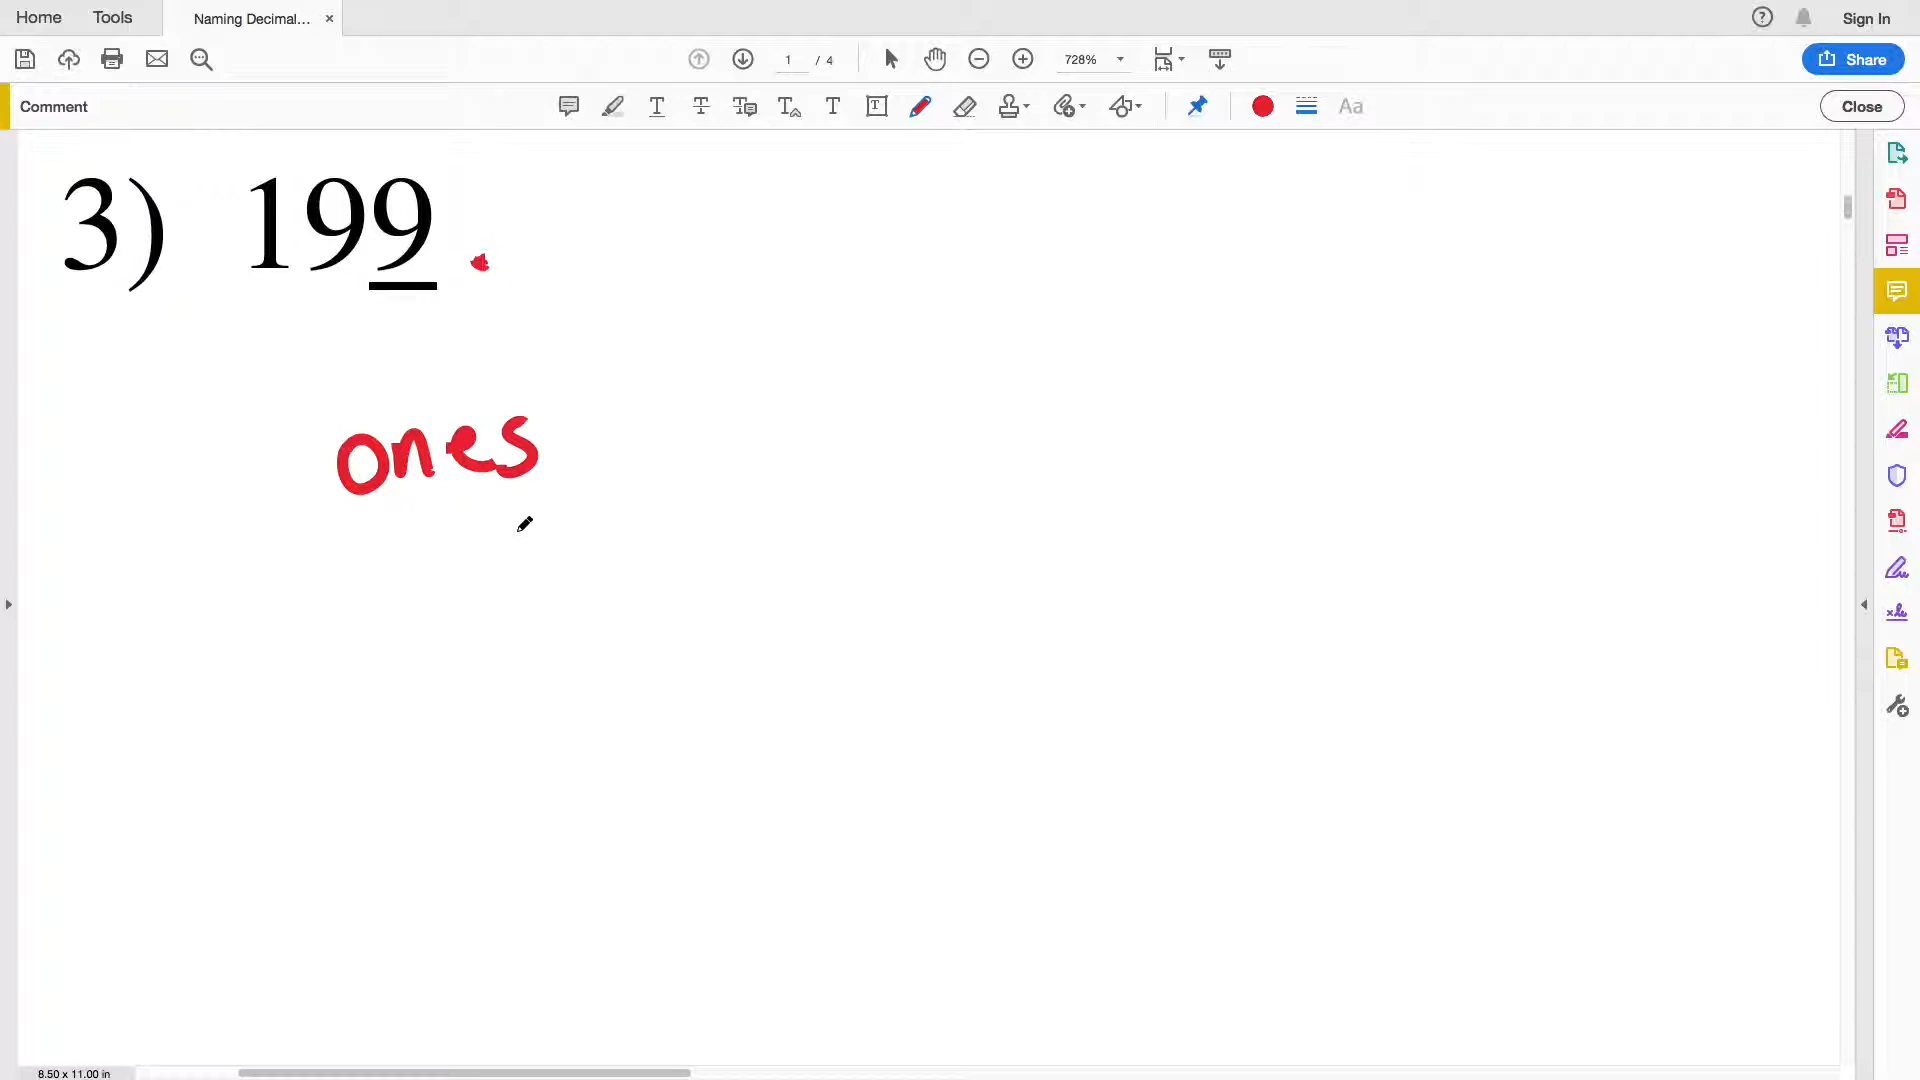 Home Tools Naming Decimal... × Sign In
1 / 4 728% Share
Comment Aa Close
3) 199.
ones
8.50 x 11.00 in